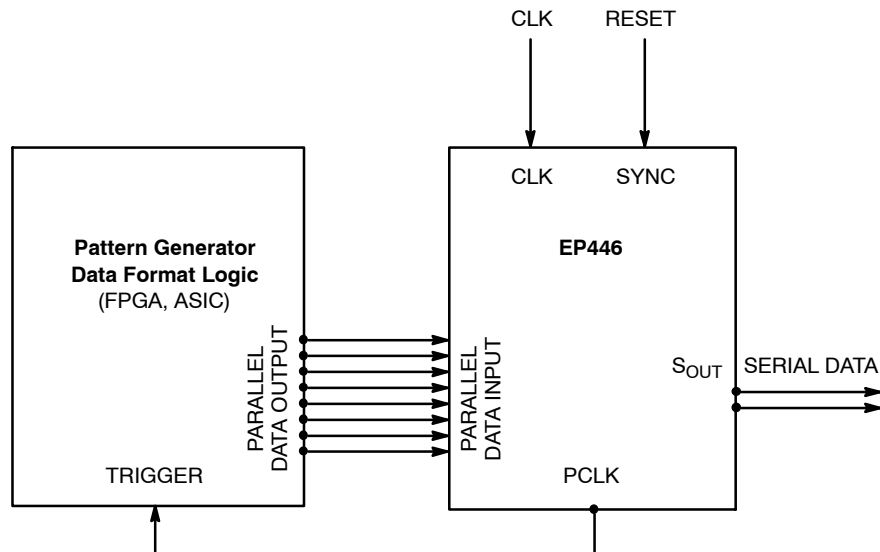 CLK RESET
CLK SYNC
Pattern Generator
Data Format Logic
(FPGA, ASIC)
EP446
PARALLEL
DATA OUTPUT
PARALLEL
DATA INPUT
SOUT SERIAL DATA
TRIGGER
PCLK